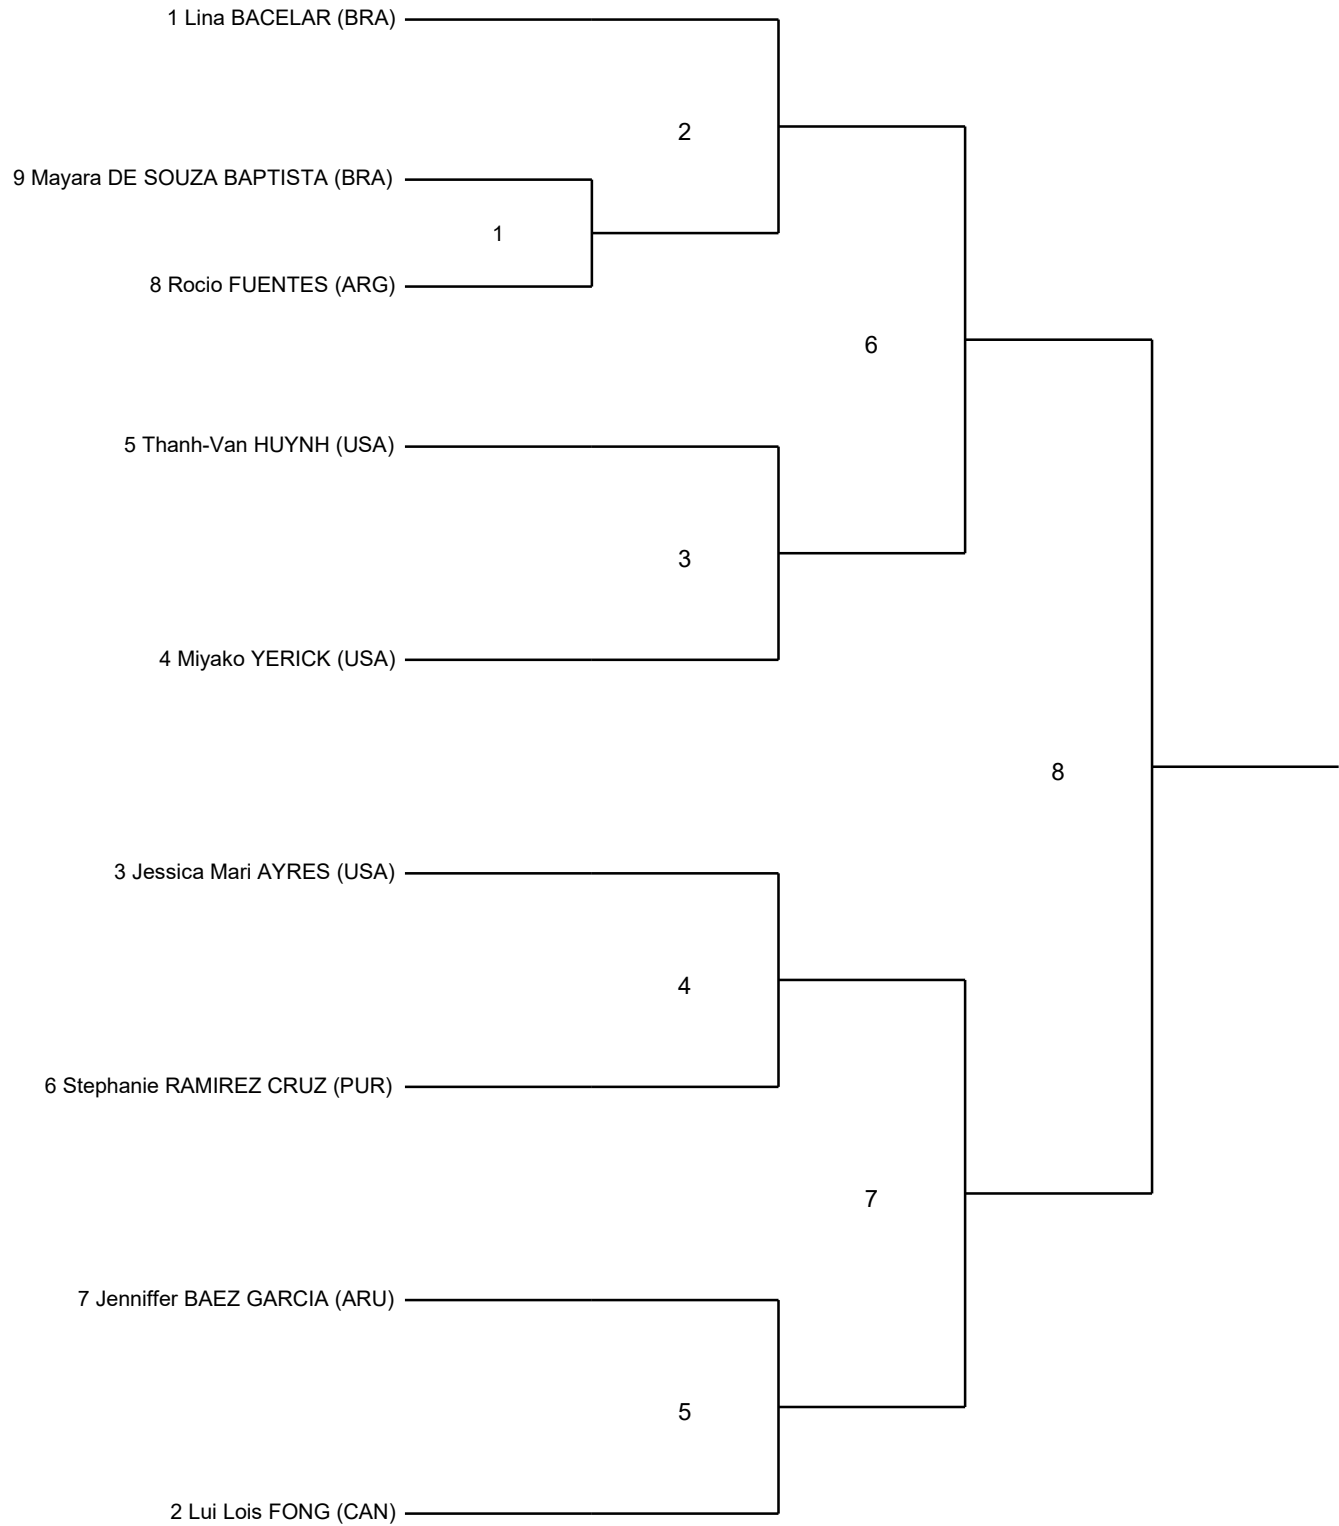 1 Lina BACELAR (BRA)
2
9 Mayara DE SOUZA BAPTISTA (BRA)
1
8 Rocio FUENTES (ARG)
6
5 Thanh-Van HUYNH (USA)
3
4 Miyako YERICK (USA)
8
3 Jessica Mari AYRES (USA)
4
6 Stephanie RAMIREZ CRUZ (PUR)
7
7 Jenniffer BAEZ GARCIA (ARU)
5
2 Lui Lois FONG (CAN)